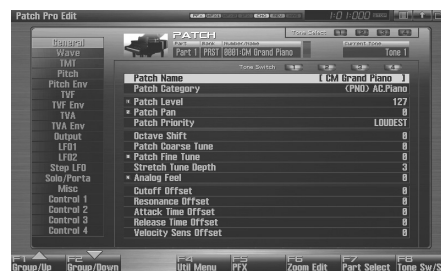 Patch Pro Edit
PATCH
Tone Select
Part Bank Number/Name
Current Tone
Part 1 PRST 0001:CM Grand Piano
Tone 1
Tone Switch
General
Wave
TMT
Pitch
Pitch Env
TVF
TVF Env
TVA
TVA Env
Output
LFO1
LFO2
Step LFO
Solo/Porta
Misc
Control 1
Control 2
Control 3
Control 4
Patch Name [ CM Grand Piano ]
Patch Category (PNO) AC.Piano
Patch Level 127
Patch Pan 0
Patch Priority LOUDEST
Octave Shift 0
Patch Coarse Tune 0
Patch Fine Tune 0
Stretch Tune Depth 3
Analog Feel 0
Cutoff Offset 0
Resonance Offset 0
Attack Time Offset 0
Release Time Offset 0
Velocity Sens Offset 0
F1 Group/Up
F2 Group/Down
F4 Util Menu
F5 PFX
F6 Zoom Edit
F7 Part Select
F8 Tone Sw/S